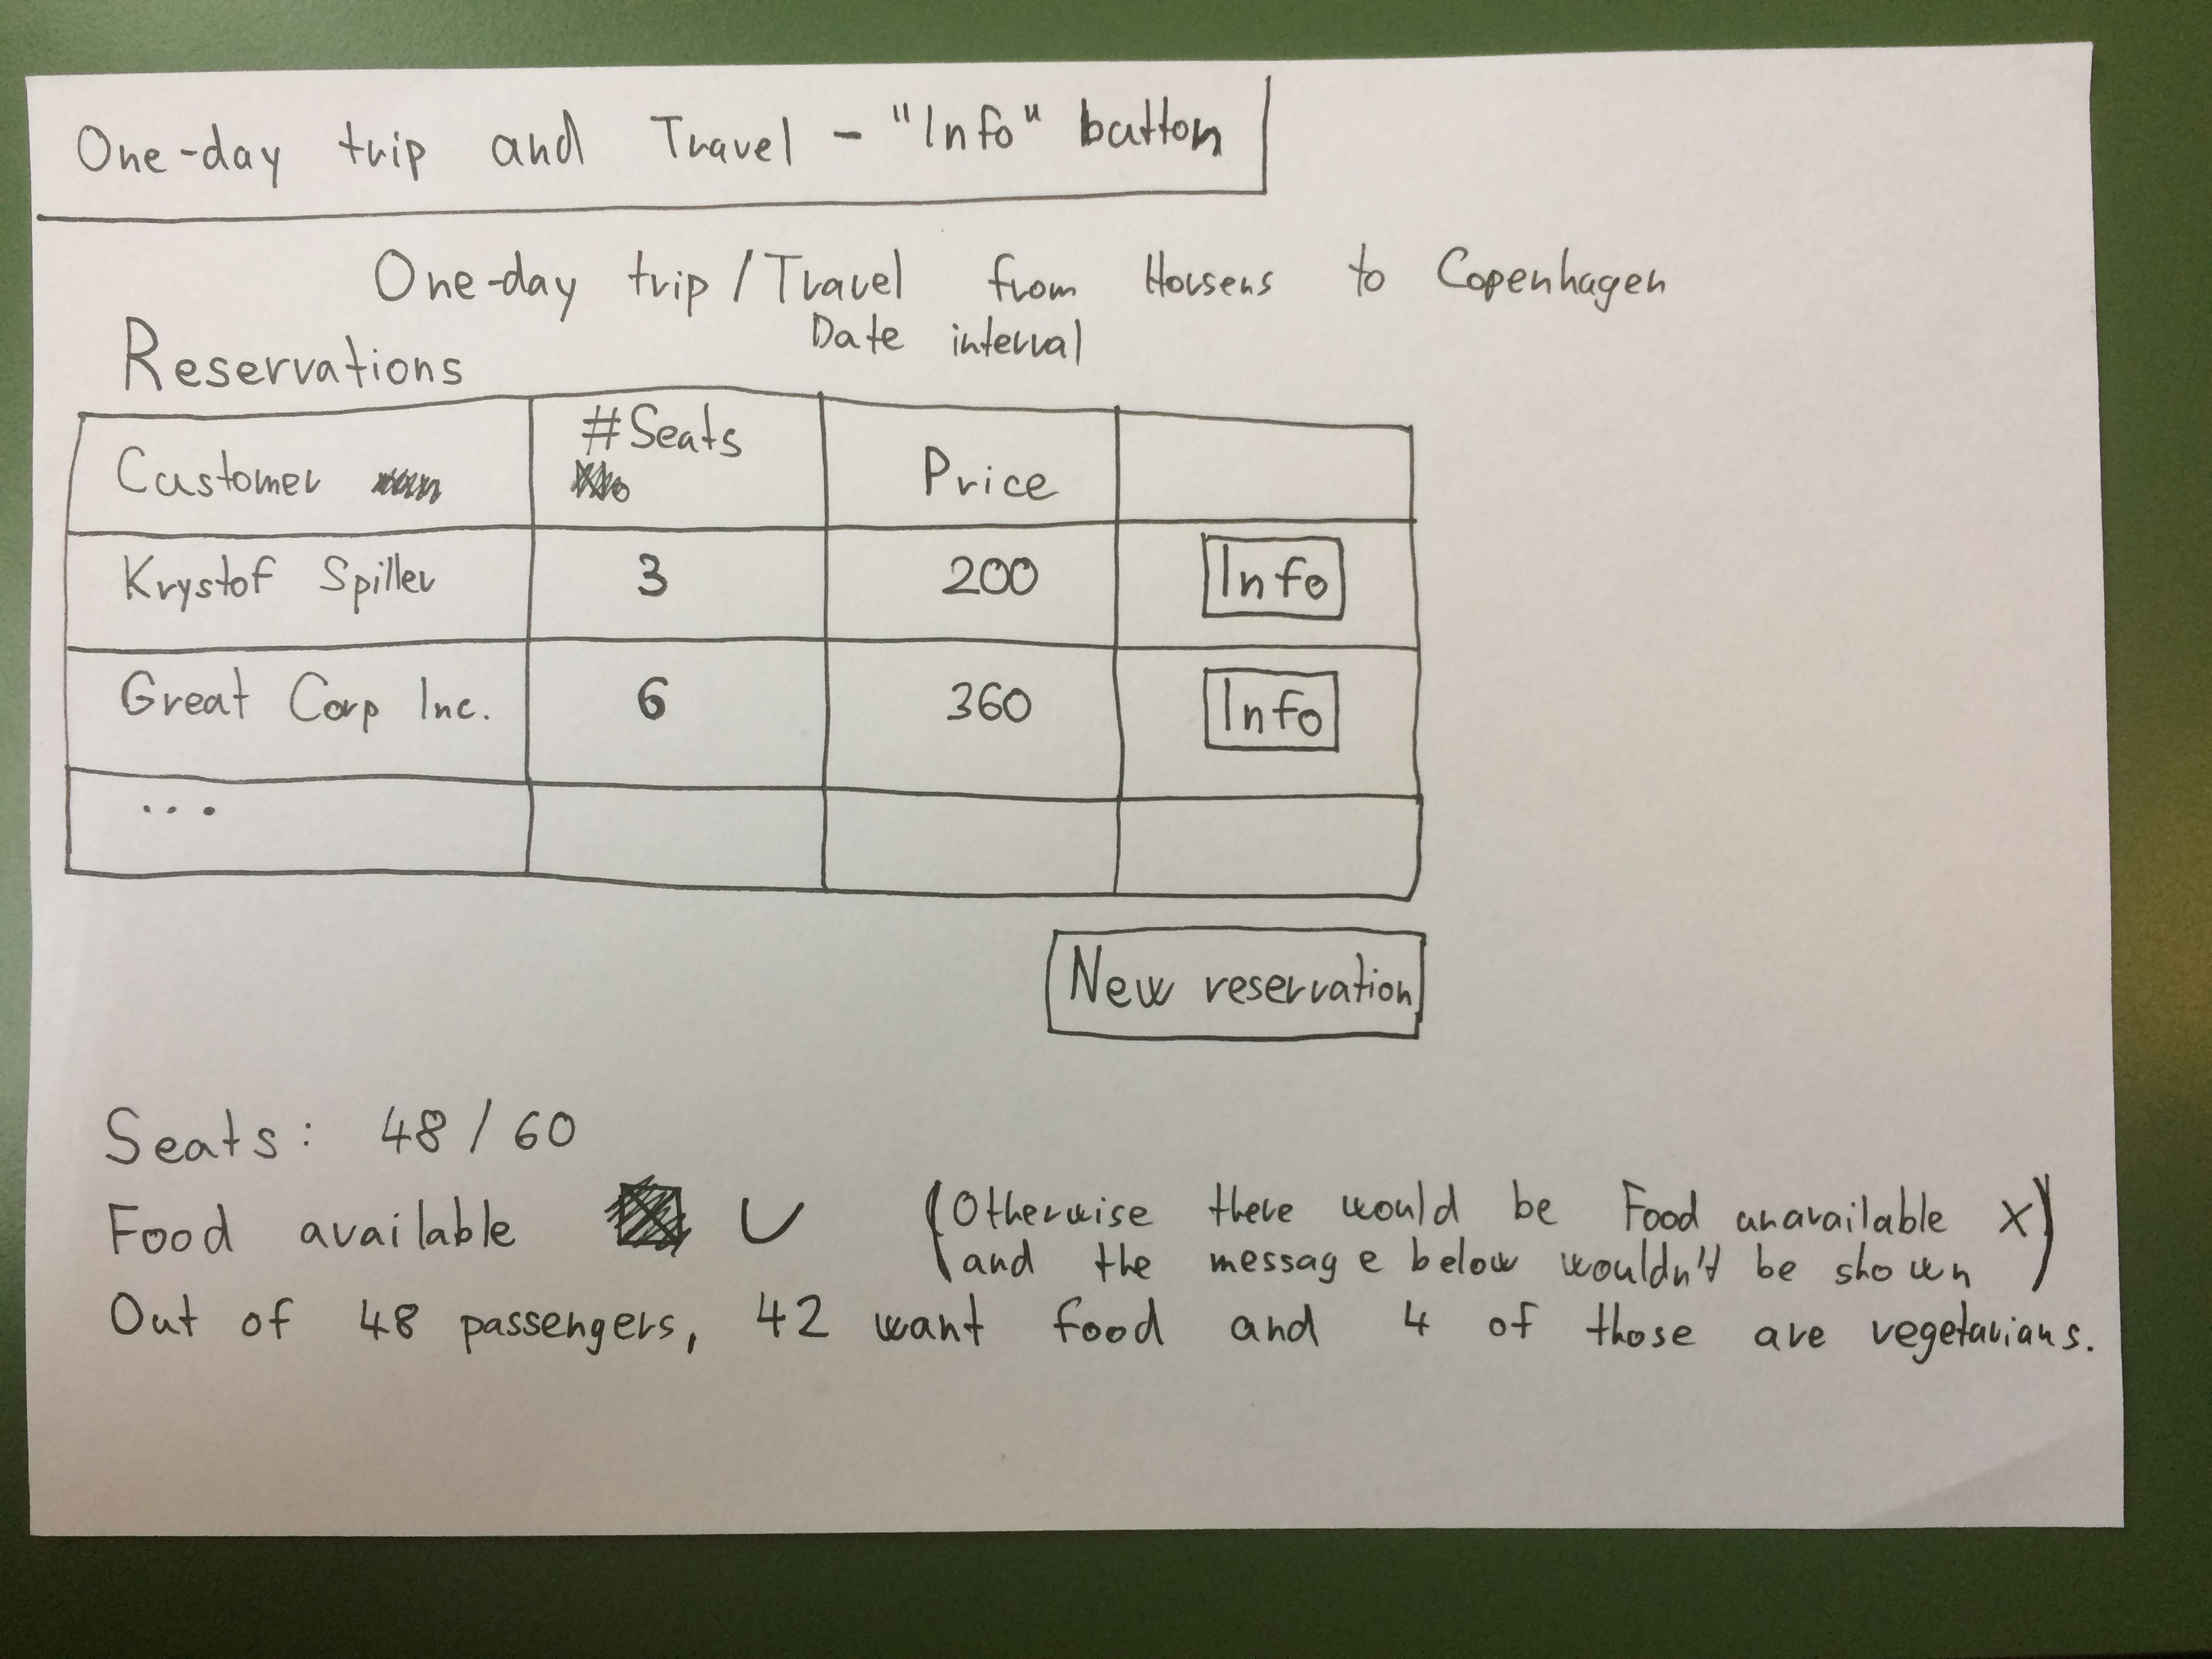 One-day trip and Travel - "Info" button
One-day trip / Travel from Horsens to Copenhagen
Date interval
Reservations
Customer #Seats Price
Krystof Spiller 3 200 Info
Great Corp Inc. 6 360 Info
...
New reservation
Seats: 48 / 60
Food available (Otherwise there would be Food unavailable X
and the message below wouldn't be shown)
Out of 48 passengers, 42 want food and 4 of those are vegetarians.